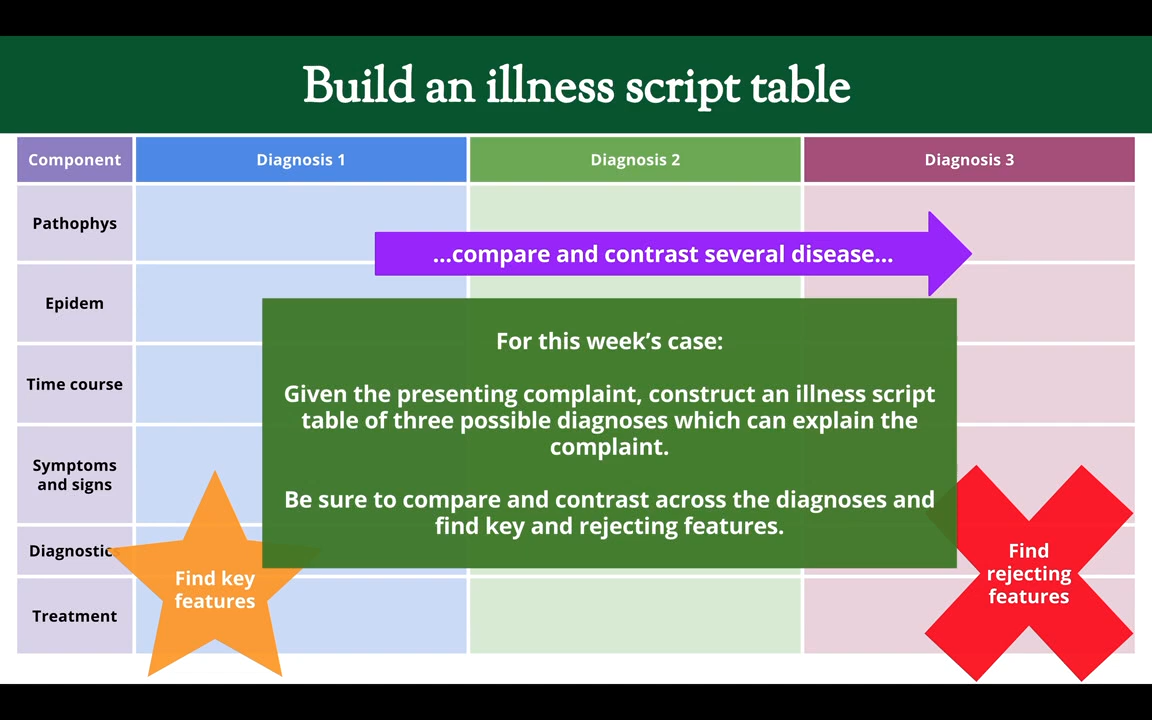 Build an illness script table
Component
Diagnosis 1
Diagnosis 2
Diagnosis 3
Pathophys
...compare and contrast several disease...
Epidem
For this week's case:
Given the presenting complaint, construct an illness script
table of three possible diagnoses which can explain the
complaint.
Be sure to compare and contrast across the diagnoses and
find key and rejecting features.
Time course
Symptoms
and signs
Diagnostics
Find key
features
Find
rejecting
features
Treatment